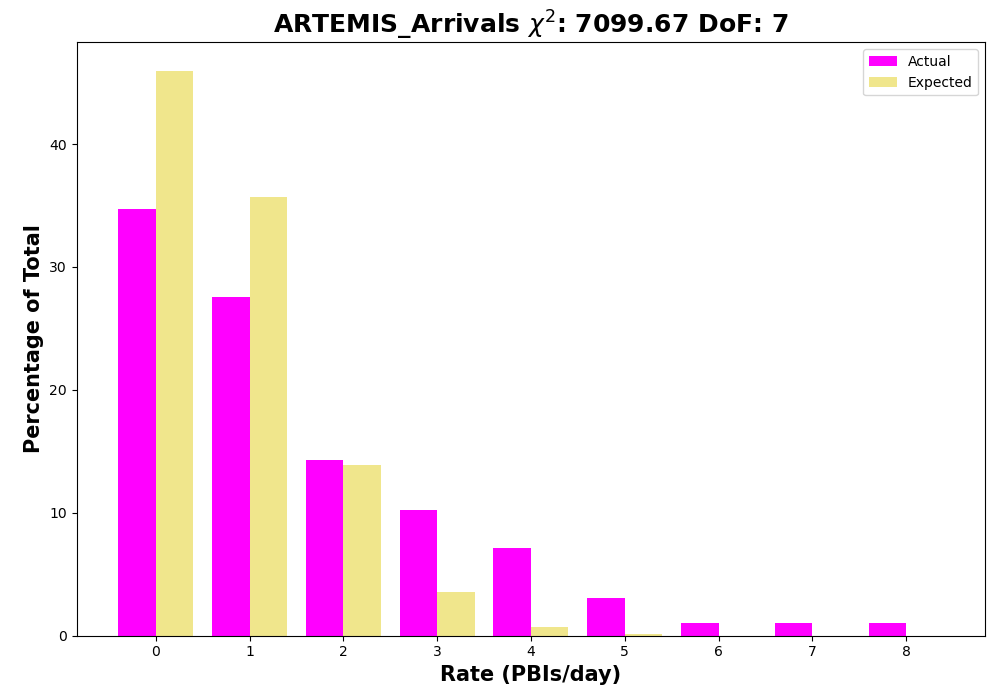 ARTEMIS_Arrivals χ²: 7099.67 DoF: 7
Actual
Expected
Percentage of Total
40
30
20
10
0
0 1 2 3 4 5 6 7 8
Rate (PBIs/day)